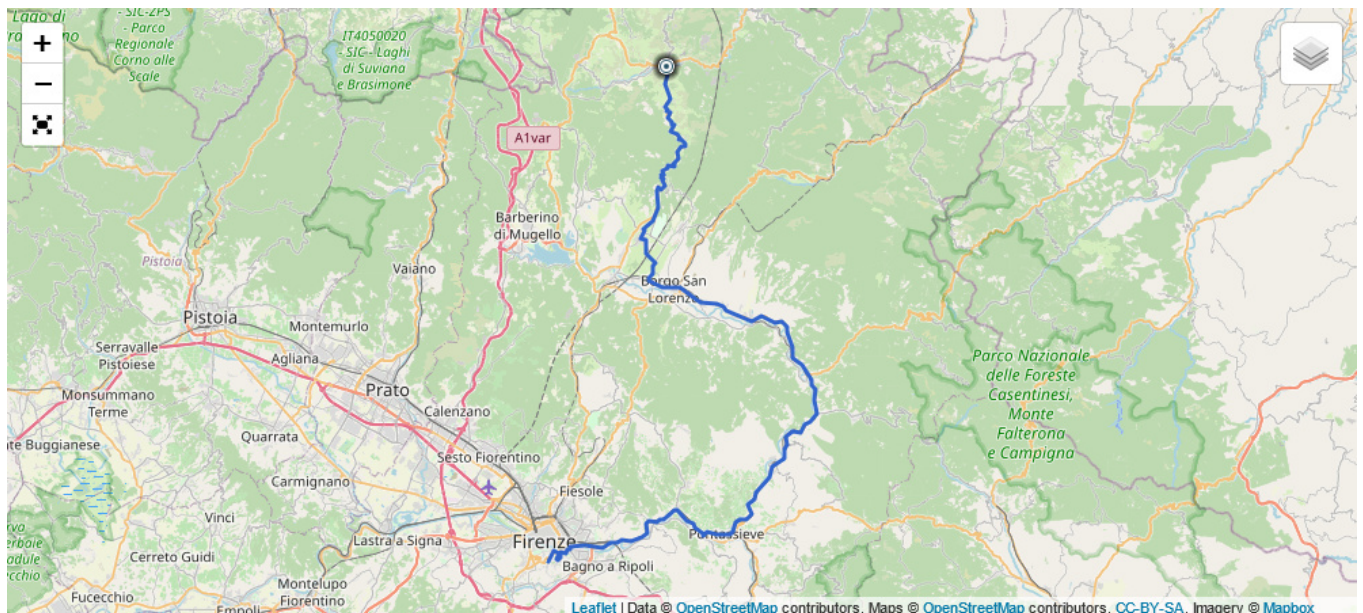 Lago di
- SIC-ZPS
- Parco
Regionale
Corno alle
Scale
IT4050020
- SIC - Laghi
di Suviana
e Brasimone
+
−
A1var
Barberino
di Mugello
Pistoia
Vaiano
Borgo San
Lorenzo
Pistoia
Montemurlo
Serravalle
Pistoiese
Agliana
Prato
Parco Nazionale
delle Foreste
Casentinesi,
Monte
Falterona
e Campigna
Monsummano
Terme
Calenzano
te Buggianese
Quarrata
Sesto Fiorentino
Carmignano
Fiesole
Vinci
Lastra a Signa
Firenze
Pontassieve
Cerreto Guidi
Bagno a Ripoli
Montelupo
Fiorentino
Fucecchio
Empoli
Leaflet | Data © OpenStreetMap contributors, Maps © OpenStreetMap contributors, CC-BY-SA, Imagery © Mapbox